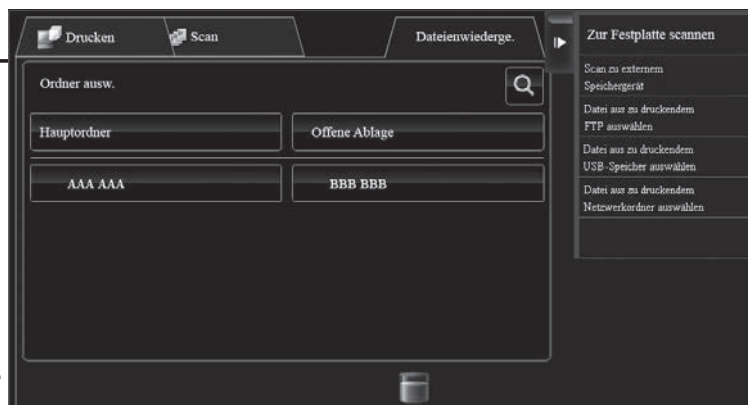 Drucken
Scan
Dateienwiederge.
Ordner ausw.
Hauptordner
Offene Ablage
AAA AAA
BBB BBB
Zur Festplatte scannen
Scan zu externem
Speichergerät
Datei aus zu druckendem
FTP auswählen
Datei aus zu druckendem
USB-Speicher auswählen
Datei aus zu druckendem
Netzwerkordner auswählen